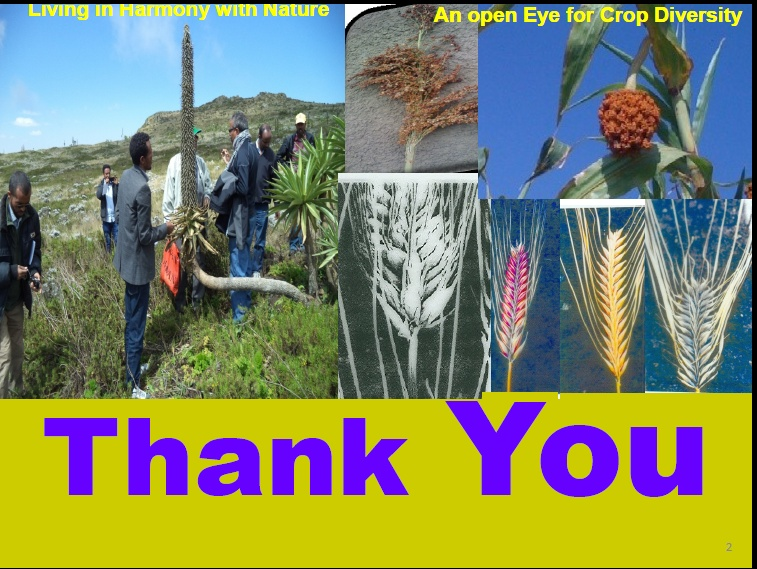 Living in Harmony with Nature
An open Eye for Crop Diversity
Thank You
2